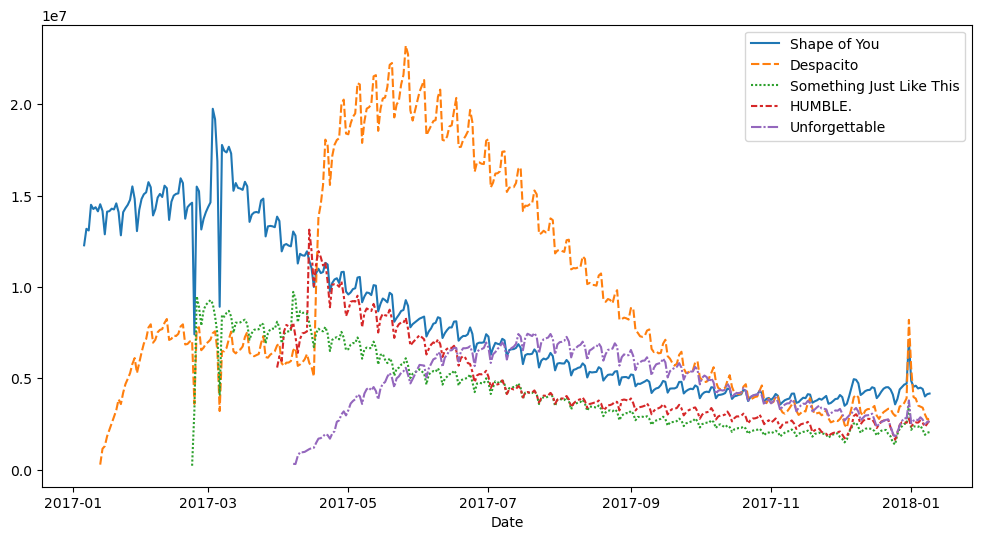 1e7
2.0
1.5
1.0
0.5
0.0
2017-01 2017-03 2017-05 2017-07 2017-09 2017-11 2018-01
Date
Shape of You
Despacito
Something Just Like This
HUMBLE.
Unforgettable